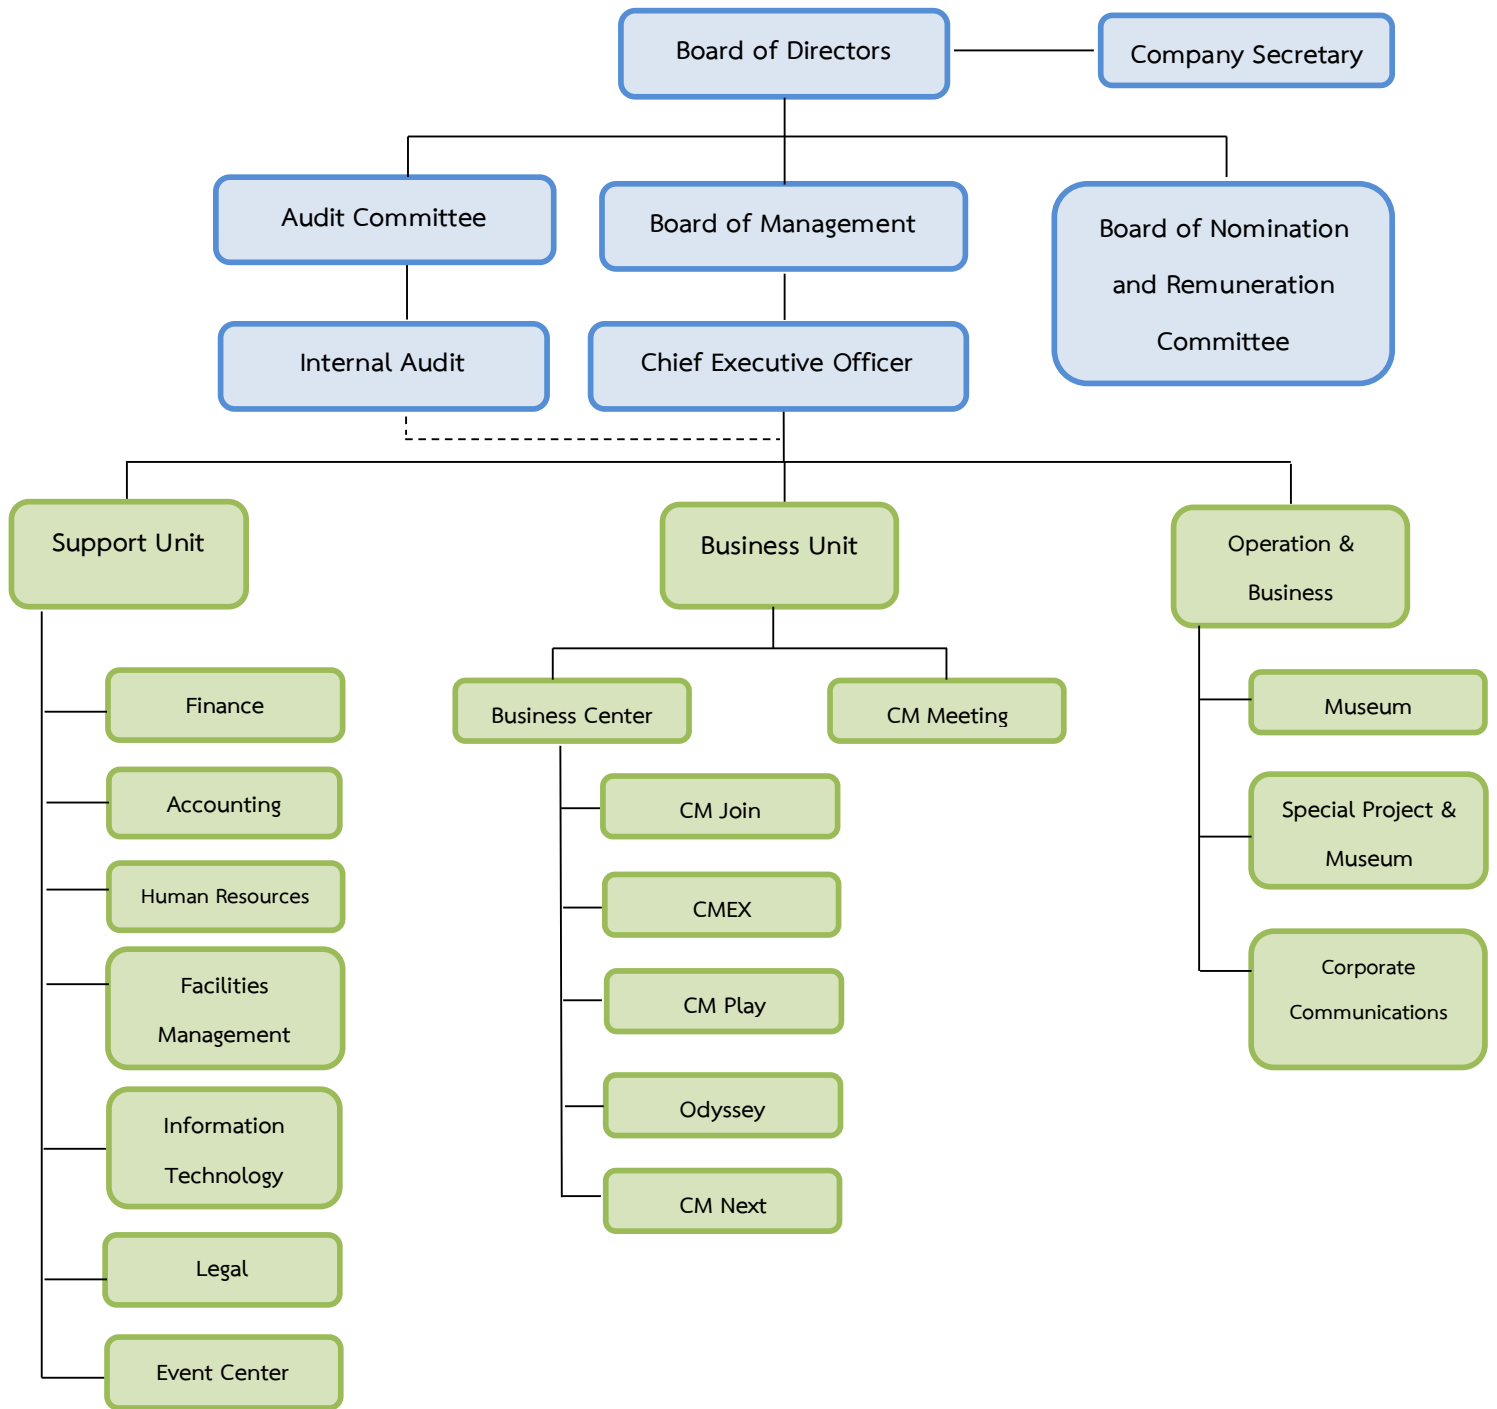 Board of Directors
Company Secretary
Audit Committee
Board of Management
Board of Nomination
and Remuneration
Committee
Internal Audit
Chief Executive Officer
Support Unit
Business Unit
Operation &
Business
Finance
Accounting
Human Resources
Facilities
Management
Information
Technology
Legal
Event Center
Business Center
CM Meeting
CM Join
CMEX
CM Play
Odyssey
CM Next
Museum
Special Project &
Museum
Corporate
Communications